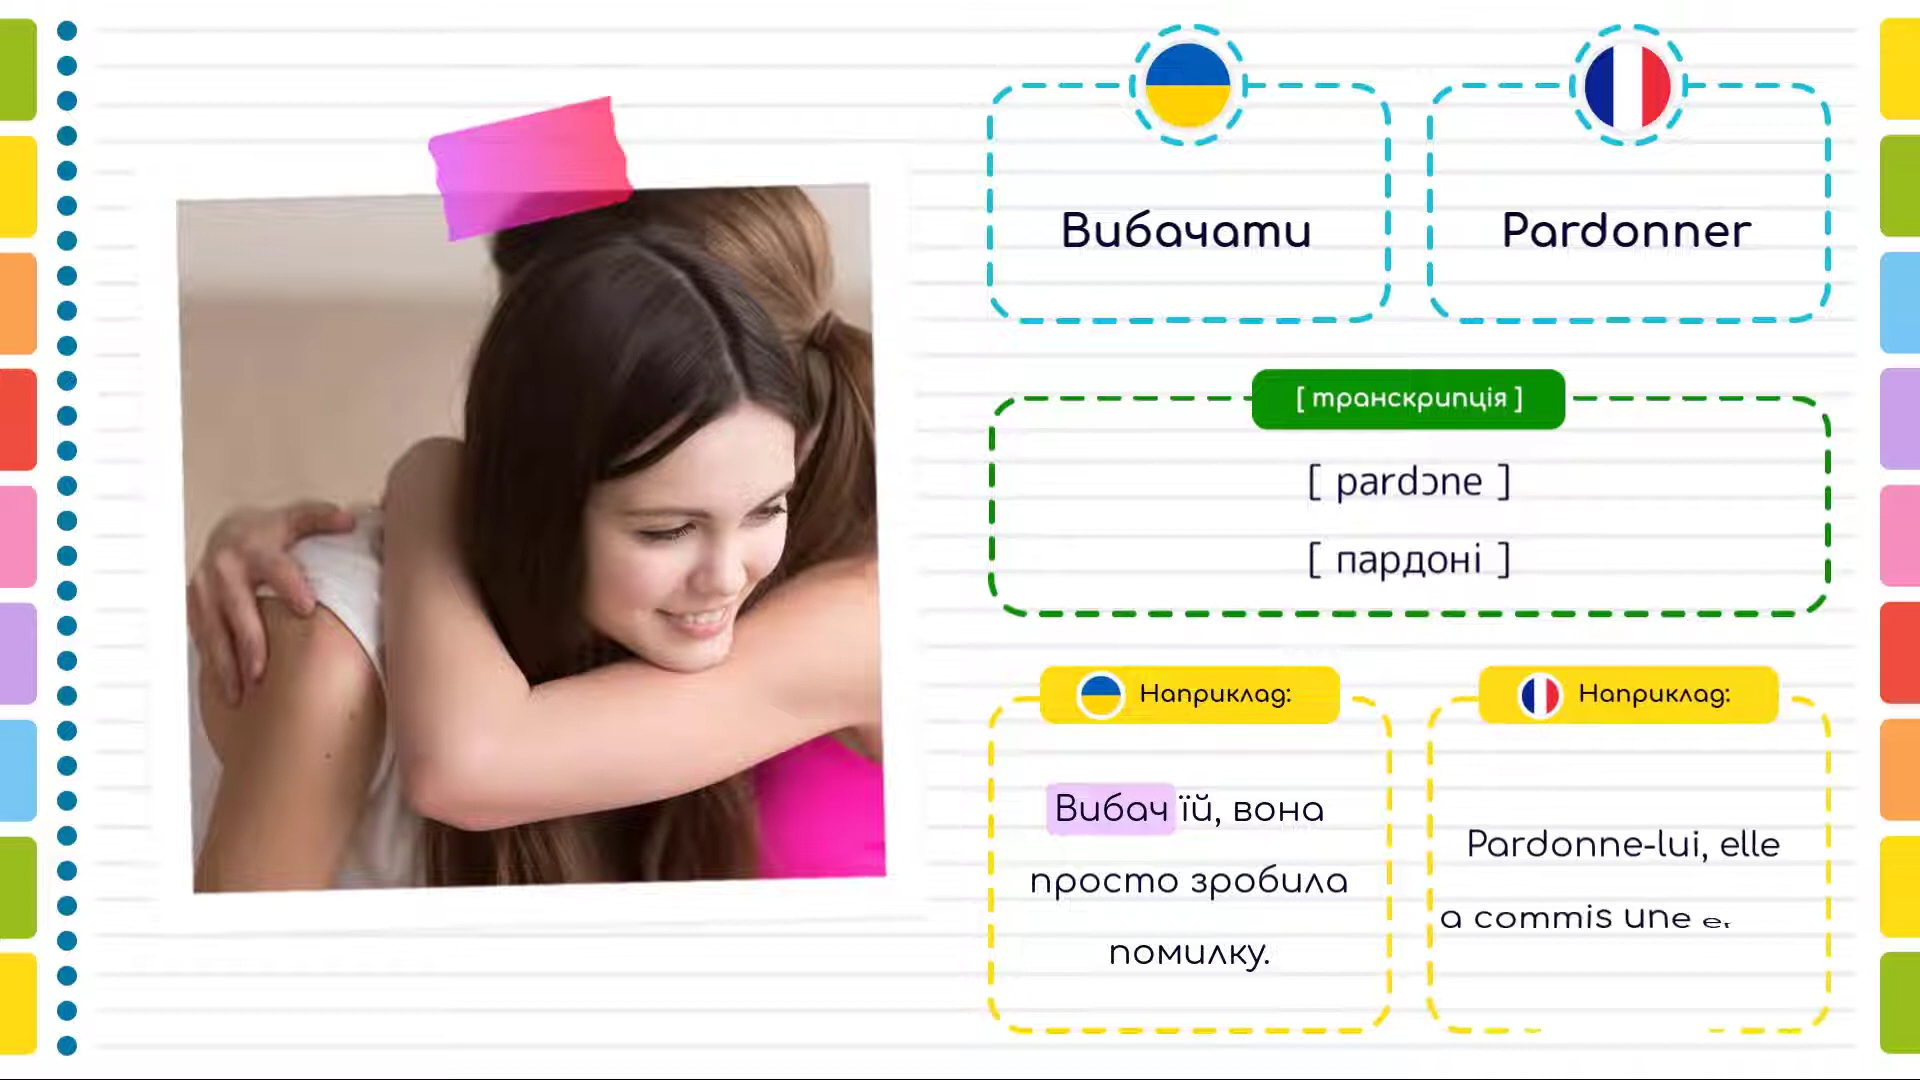 Вибачати
Pardonner
[ транскрипція ]
[ pardɔne ]
[ пардоні ]
Наприклад:
Вибач їй, вона
просто зробила
помилку.
Наприклад:
Pardonne-lui, elle
a commis une